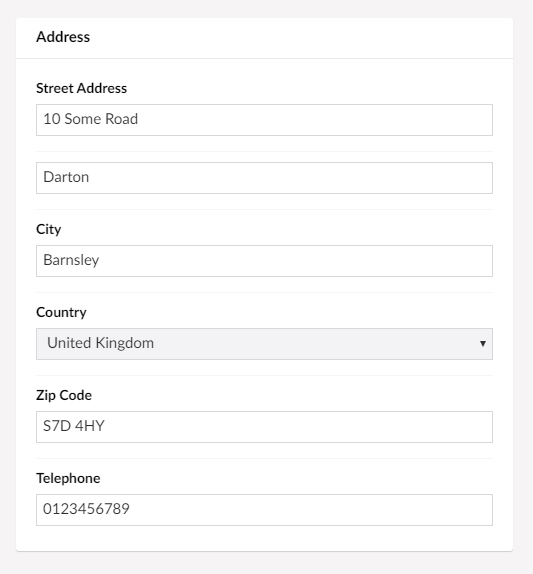 Address
Street Address
10 Some Road
Darton
City
Barnsley
Country
United Kingdom
Zip Code
S7D 4HY
Telephone
0123456789